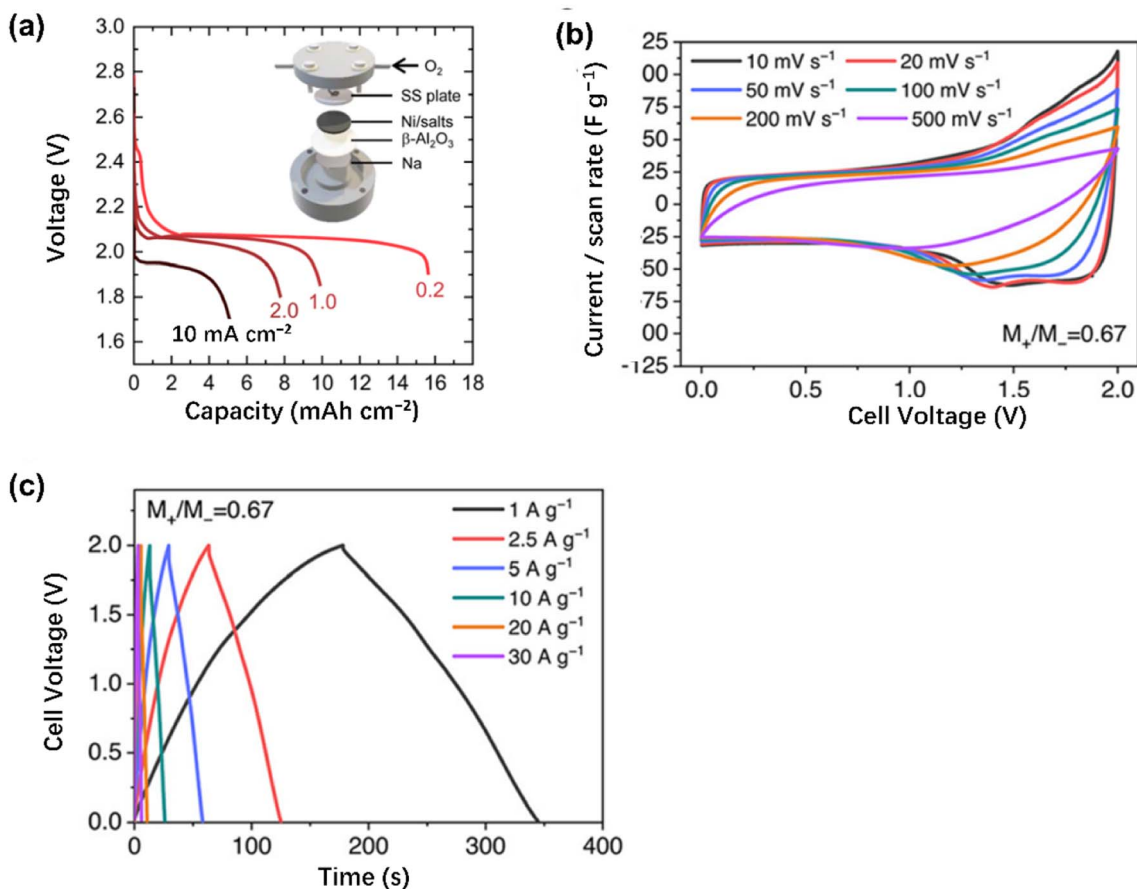 (a)
3.0
2.8
2.6
2.4
2.2
2.0
1.8
1.6
Voltage (V)
O₂
SS plate
Ni/salts
β-Al₂O₃
Na
2.0
1.0
0.2
10 mA cm⁻²
0 2 4 6 8 10 12 14 16 18
Capacity (mAh cm⁻²)
(b)
25
00
75
50
25
0
-25
-50
-75
00
-125
Current / scan rate (F g⁻¹)
10 mV s⁻¹
20 mV s⁻¹
50 mV s⁻¹
100 mV s⁻¹
200 mV s⁻¹
500 mV s⁻¹
M₊/M₋=0.67
0.0 0.5 1.0 1.5 2.0
Cell Voltage (V)
(c)
2.0
1.5
1.0
0.5
0.0
Cell Voltage (V)
M₊/M₋=0.67
1 A g⁻¹
2.5 A g⁻¹
5 A g⁻¹
10 A g⁻¹
20 A g⁻¹
30 A g⁻¹
0 100 200 300 400
Time (s)